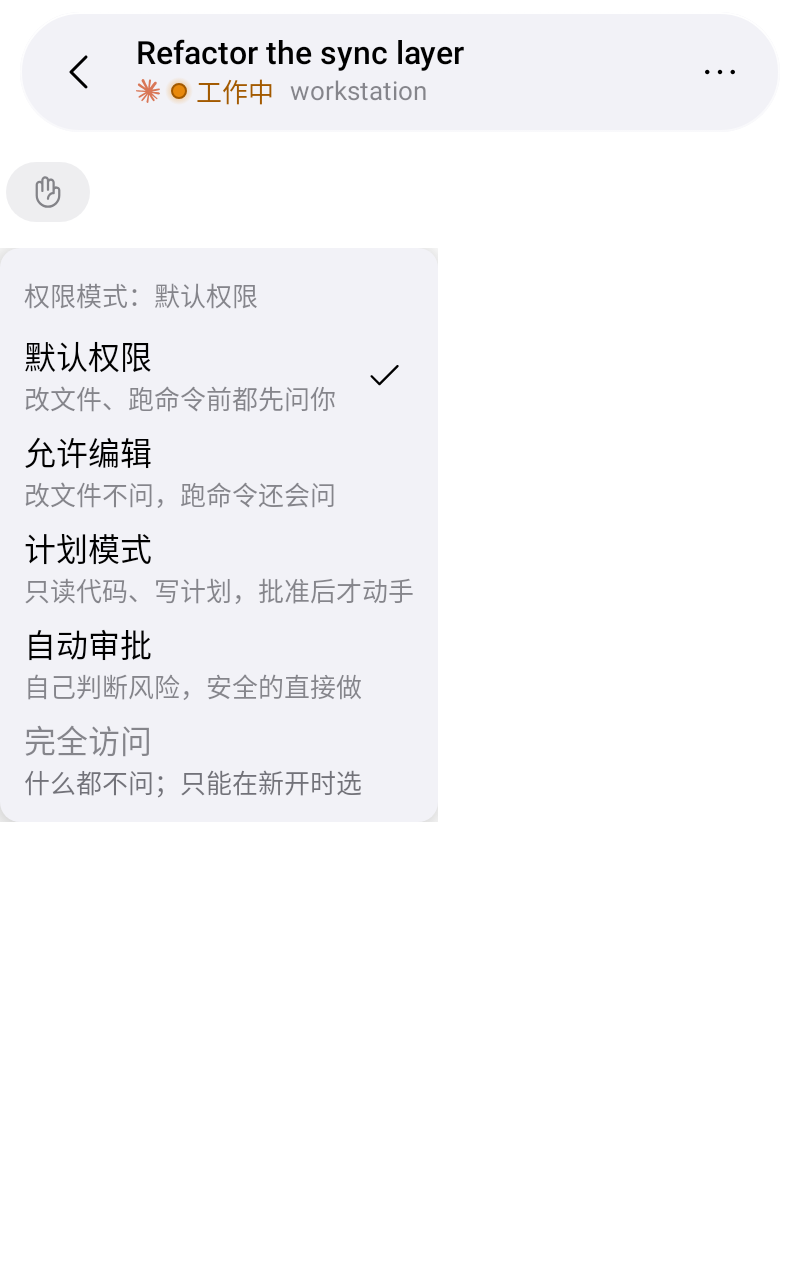 Refactor the sync layer
工作中 workstation
权限模式：默认权限
默认权限
改文件、跑命令前都先问你
允许编辑
改文件不问，跑命令还会问
计划模式
只读代码、写计划，批准后才动手
自动审批
自己判断风险，安全的直接做
完全访问
什么都不问；只能在新开时选